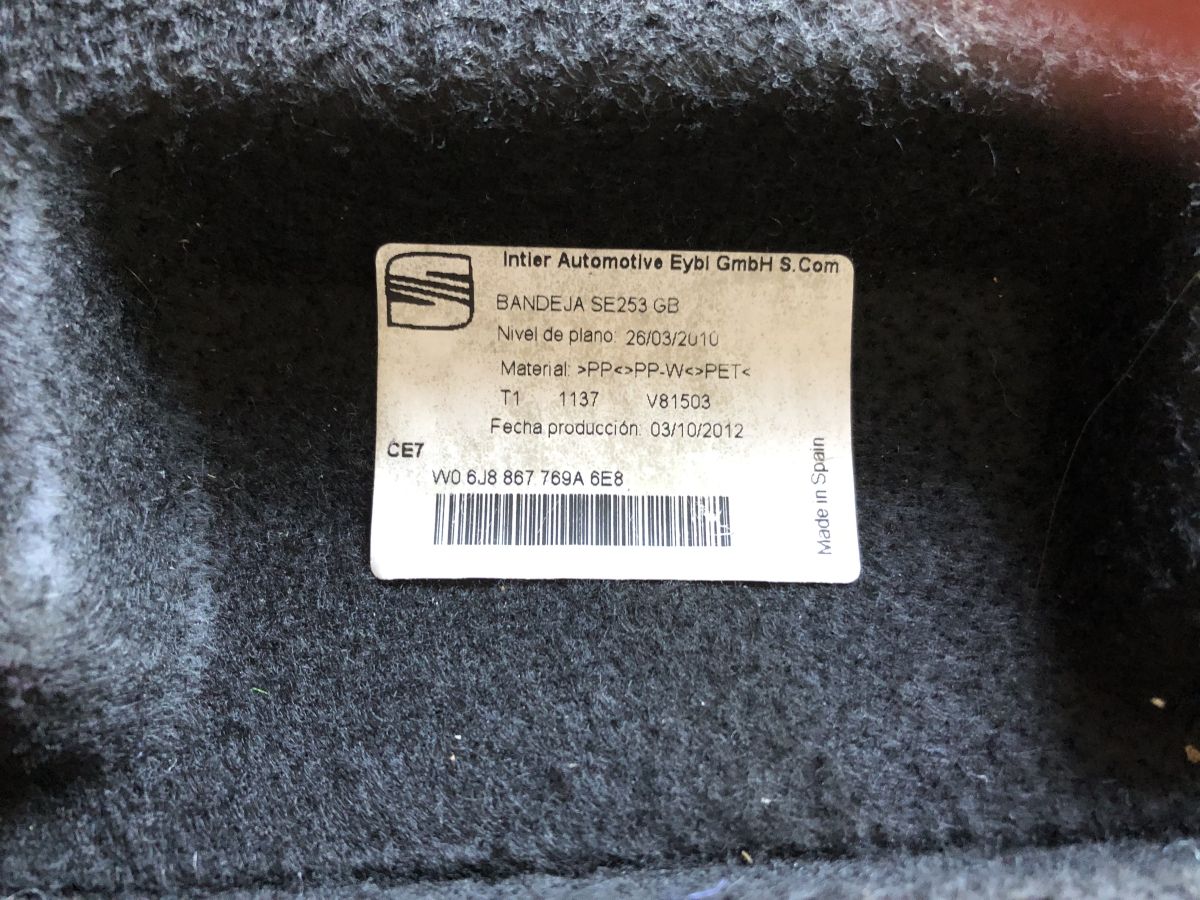 Intier Automotive Eybl GmbH S.Com
BANDEJA SE253 GB
Nivel de plano: 26/03/2010
Material: >PP<>PP-W<>PET<
T1 1137 V81503
Fecha producción: 03/10/2012
CE7
W0 6J8 867 769A 6E8
Made in Spain